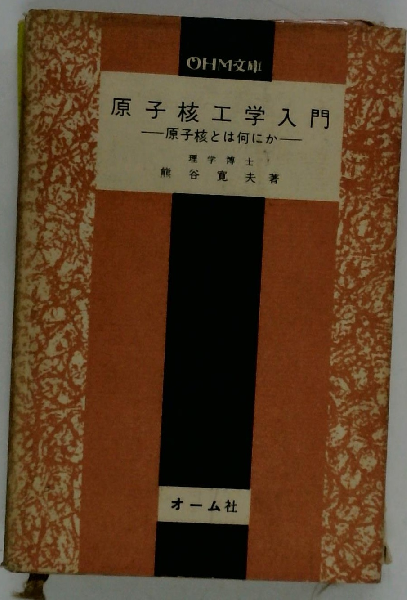 OHM文庫
原子核工学入門
―原子核とは何にか―
理学博士
熊谷寛夫著
オーム社